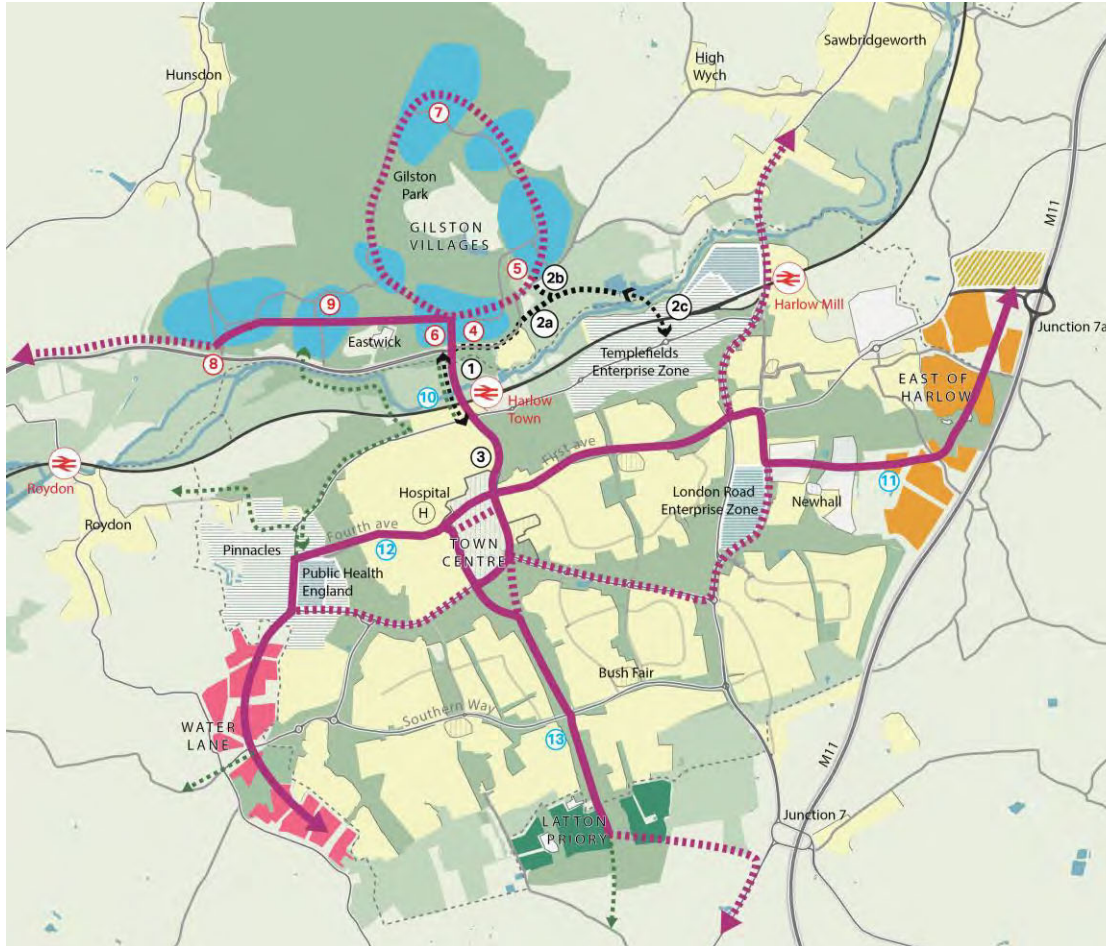 Sawbridgeworth
High
Wych
Hunsdon
7
Gilston
Park
GILSTON
VILLAGES
M11
5
2b
9
2c
Harlow Mill
2a
6
4
Junction 7a
Eastwick
8
Templefields
Enterprise Zone
1
EAST OF
HARLOW
10
Harlow
Town
3
First ave
Roydon
11
Hospital
H
London Road
Enterprise Zone
Newhall
Roydon
Fourth ave
12
TOWN
CENTRE
Pinnacles
Public Health
England
Bush Fair
Southern Way
WATER
LANE
13
M11
Junction 7
LATTON
PRIORY